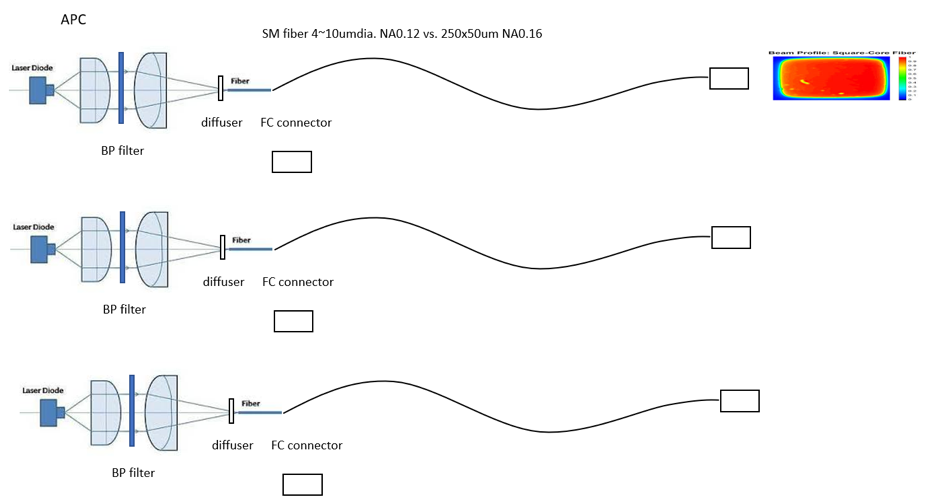 APC
SM fiber 4~10umdia. NA0.12 vs. 250x50um NA0.16
Beam Profile: Square-Core Fiber
Laser Diode
Fiber
diffuser
FC connector
BP filter
Laser Diode
Fiber
diffuser
FC connector
BP filter
Laser Diode
Fiber
diffuser
FC connector
BP filter